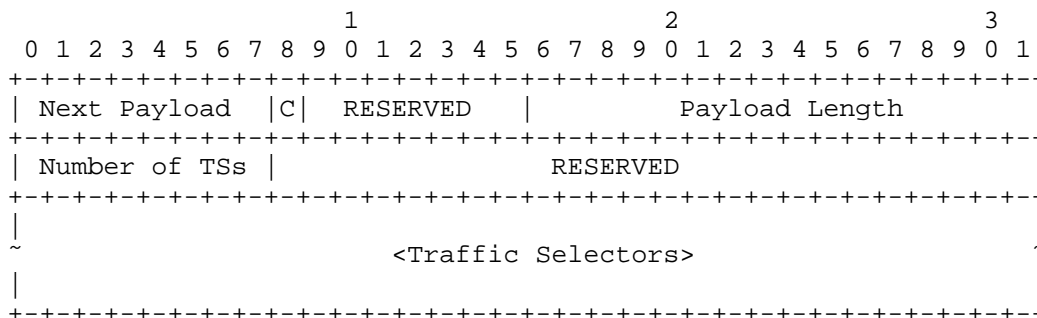 1                   2                   3
 0 1 2 3 4 5 6 7 8 9 0 1 2 3 4 5 6 7 8 9 0 1 2 3 4 5 6 7 8 9 0 1
+-+-+-+-+-+-+-+-+-+-+-+-+-+-+-+-+-+-+-+-+-+-+-+-+-+-+-+-+-+-+-+--
| Next Payload  |C|  RESERVED   |         Payload Length
+-+-+-+-+-+-+-+-+-+-+-+-+-+-+-+-+-+-+-+-+-+-+-+-+-+-+-+-+-+-+-+--
| Number of TSs |                 RESERVED
+-+-+-+-+-+-+-+-+-+-+-+-+-+-+-+-+-+-+-+-+-+-+-+-+-+-+-+-+-+-+-+--
|
~                       <Traffic Selectors>                     ~
|
+-+-+-+-+-+-+-+-+-+-+-+-+-+-+-+-+-+-+-+-+-+-+-+-+-+-+-+-+-+-+-+--